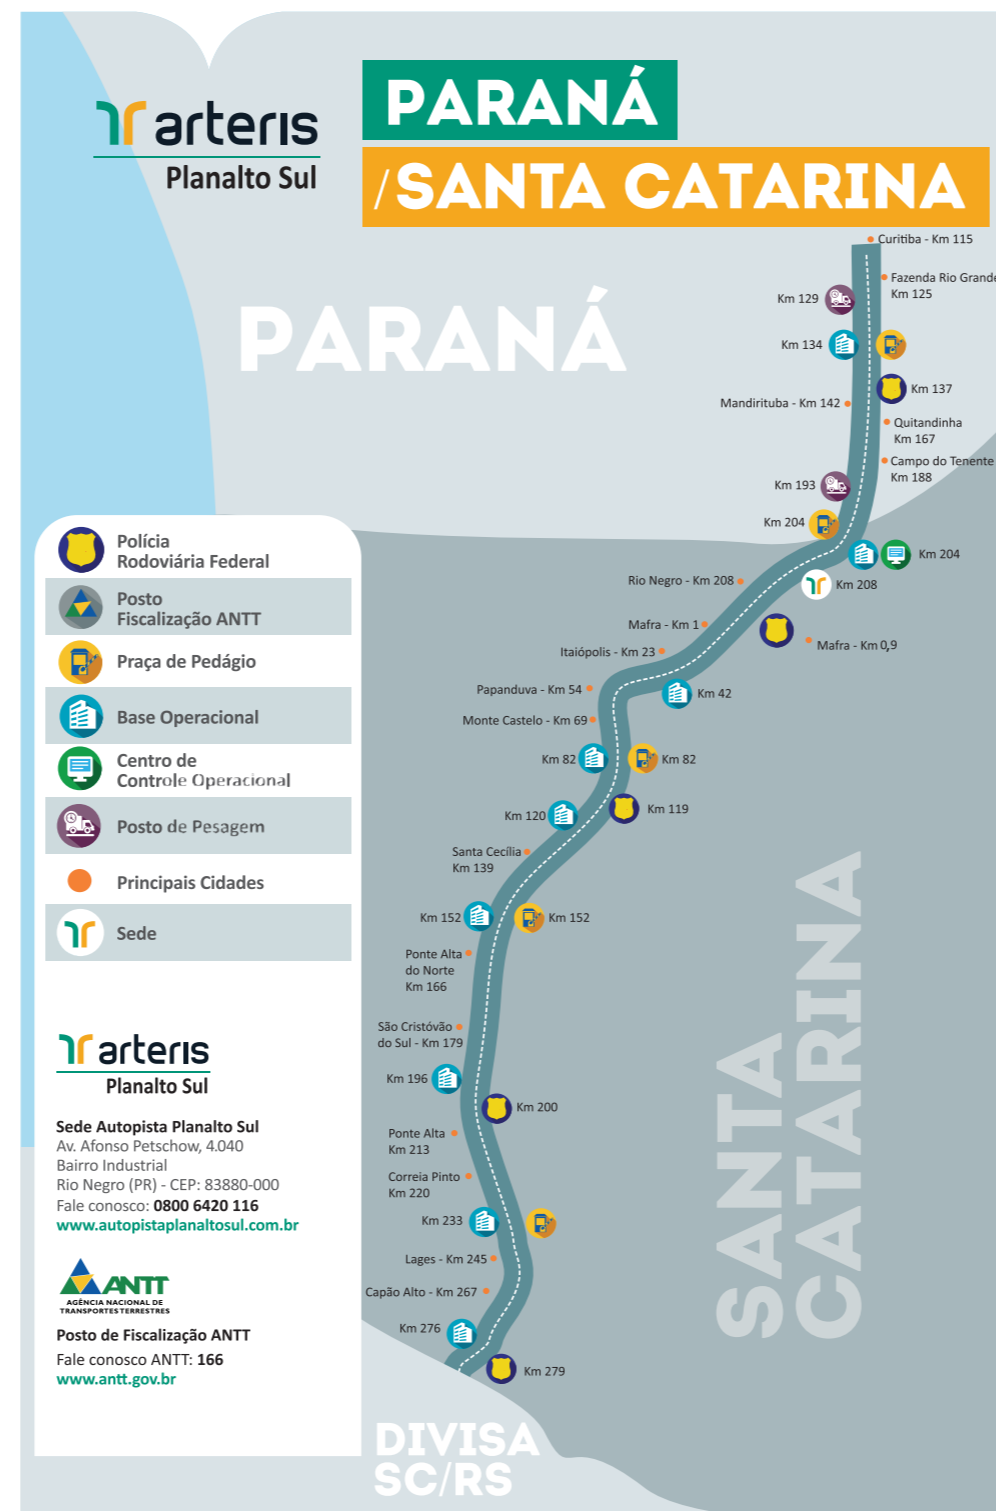 arteris
Planalto Sul
PARANÁ
/SANTA CATARINA
PARANÁ
Curitiba - Km 115
Fazenda Rio Grande
Km 125
Km 129
Km 134
Km 137
Mandirituba - Km 142
Quitandinha
Km 167
Campo do Tenente
Km 188
Km 193
Km 204
Km 204
Rio Negro - Km 208
Km 208
Mafra - Km 1
Mafra - Km 0,9
Itaiópolis - Km 23
Papanduva - Km 54
Km 42
Monte Castelo - Km 69
Km 82
Km 82
Km 120
Km 119
Santa Cecília
Km 139
Km 152
Km 152
Ponte Alta
do Norte
Km 166
São Cristóvão
do Sul - Km 179
Km 196
Km 200
Ponte Alta
Km 213
Correia Pinto
Km 220
Km 233
Lages - Km 245
Capão Alto - Km 267
Km 276
Km 279
SANTA
CATARINA
DIVISA
SC/RS
Polícia
Rodoviária Federal
Posto
Fiscalização ANTT
Praça de Pedágio
Base Operacional
Centro de
Controle Operacional
Posto de Pesagem
Principais Cidades
Sede
arteris
Planalto Sul
Sede Autopista Planalto Sul
Av. Afonso Petschow, 4.040
Bairro Industrial
Rio Negro (PR) - CEP: 83880-000
Fale conosco: 0800 6420 116
www.autopistaplanaltosul.com.br
ANTT
AGÊNCIA NACIONAL DE
TRANSPORTES TERRESTRES
Posto de Fiscalização ANTT
Fale conosco ANTT: 166
www.antt.gov.br